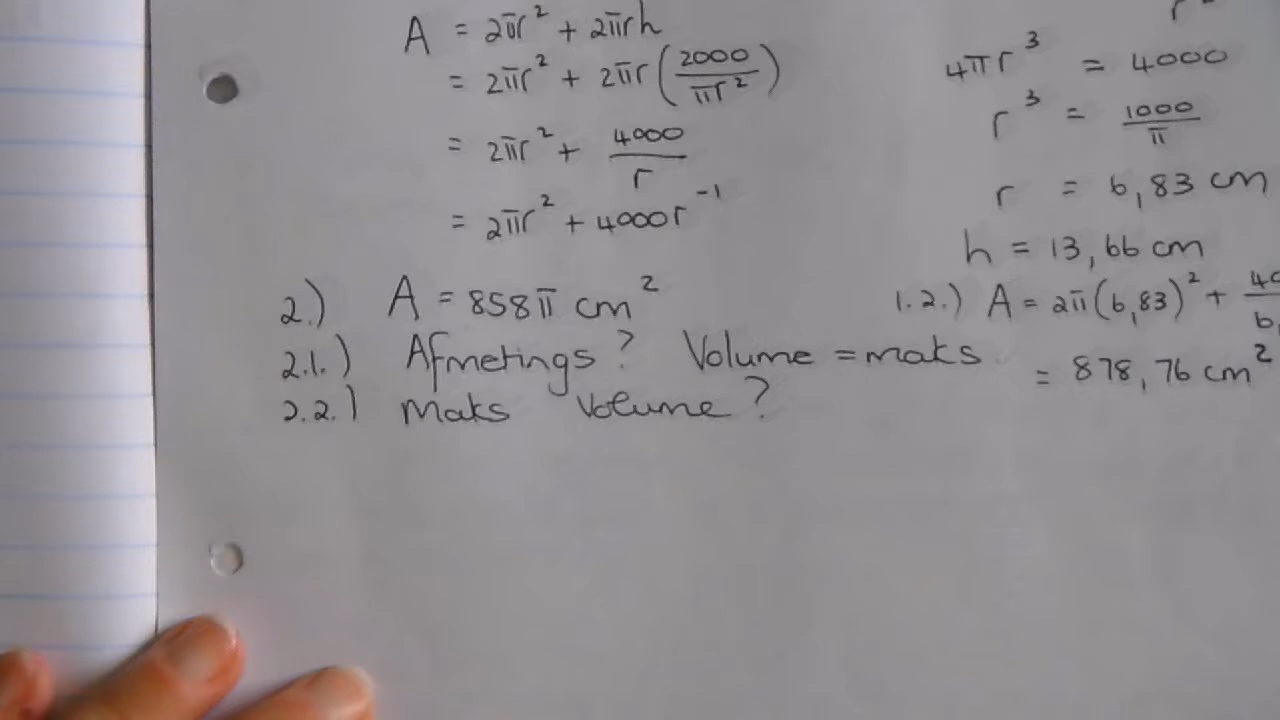 A = 2πr² + 2πrh
= 2πr² + 2πr(2000/πr²)
= 2πr² + 4000/r
= 2πr² + 4000r⁻¹
2.) A = 858π cm²
2.1.) Afmetings? Volume = maks
2.2.) Maks Volume?
4πr³ = 4000
r³ = 1000/π
r = 6,83 cm
h = 13,66 cm
1.2.) A = 2π(6,83)² +
= 878,76 cm²